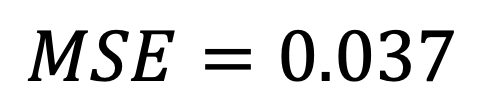 MSE = 0.037